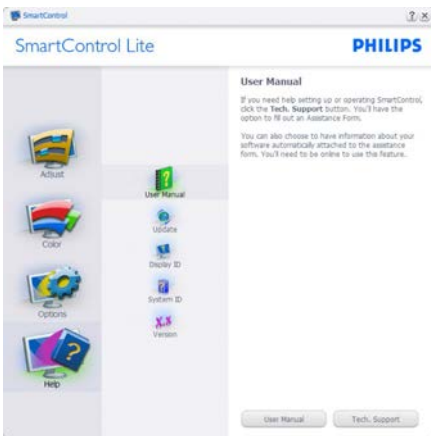 SmartControl
SmartControl Lite
PHILIPS
Adjust
Color
Options
Help
User Manual
Update
Display ID
System ID
Version
User Manual
If you need help setting up or operating SmartControl,
click the Tech. Support button. You'll have the
option to fill out an Assistance Form.
You can also choose to have information about your
software automatically attached to the assistance
form. You'll need to be online to use this feature.
User Manual
Tech. Support